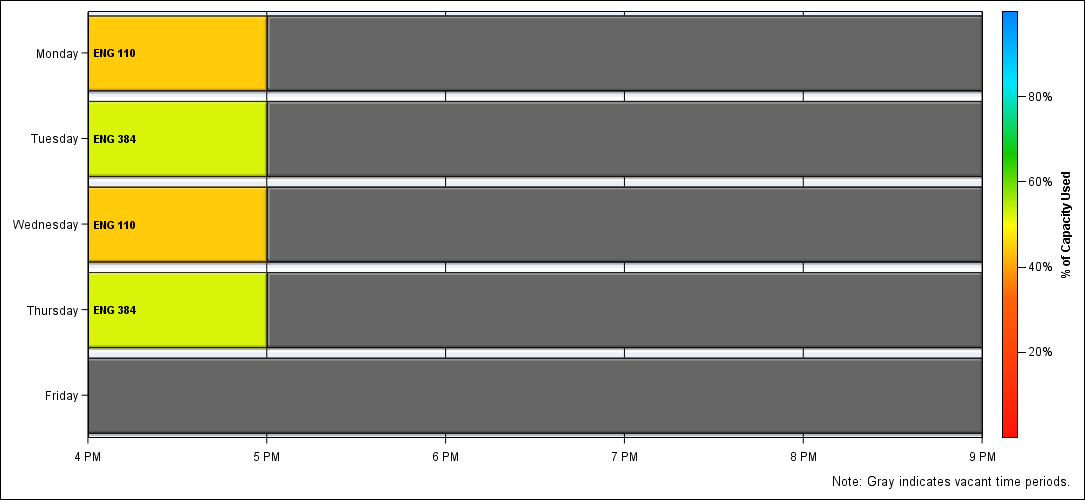 Monday
ENG 110
Tuesday
ENG 384
Wednesday
ENG 110
Thursday
ENG 384
Friday
4 PM 5 PM 6 PM 7 PM 8 PM 9 PM
80%
60%
40%
20%
% of Capacity Used
Note: Gray indicates vacant time periods.